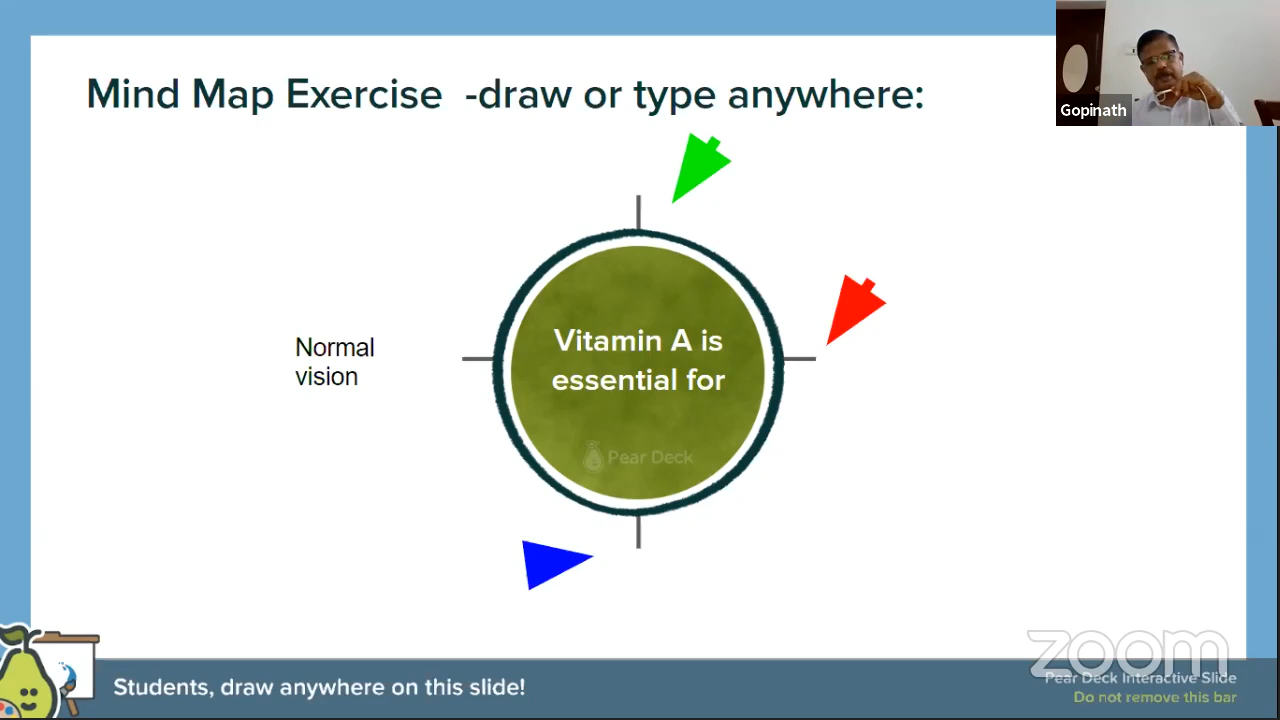 Mind Map Exercise -draw or type anywhere:
Gopinath
Normal
vision
Vitamin A is
essential for
Pear Deck
Students, draw anywhere on this slide!
zoom
Pear Deck Interactive Slide
Do not remove this bar